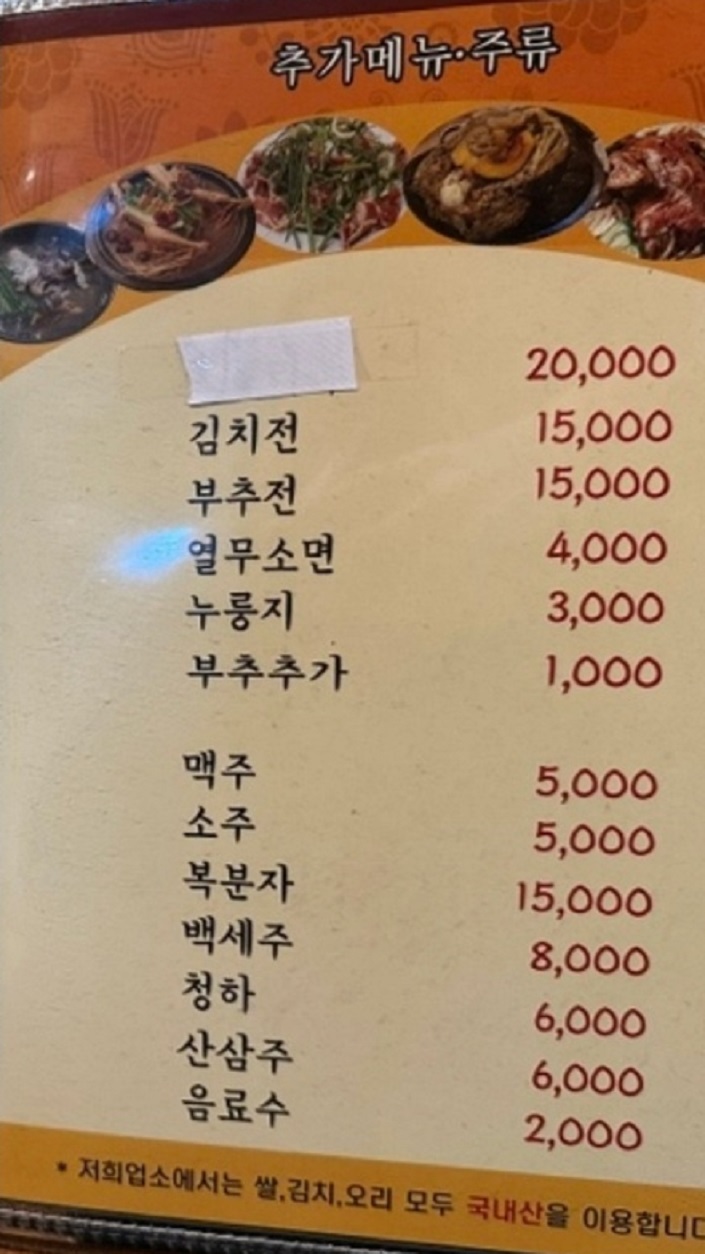 추가메뉴·주류
20,000
김치전 15,000
부추전 15,000
열무소면 4,000
누룽지 3,000
부추추가 1,000
맥주 5,000
소주 5,000
복분자 15,000
백세주 8,000
청하 6,000
산삼주 6,000
음료수 2,000
* 저희업소에서는 쌀,김치,오리 모두 국내산을 이용합니다